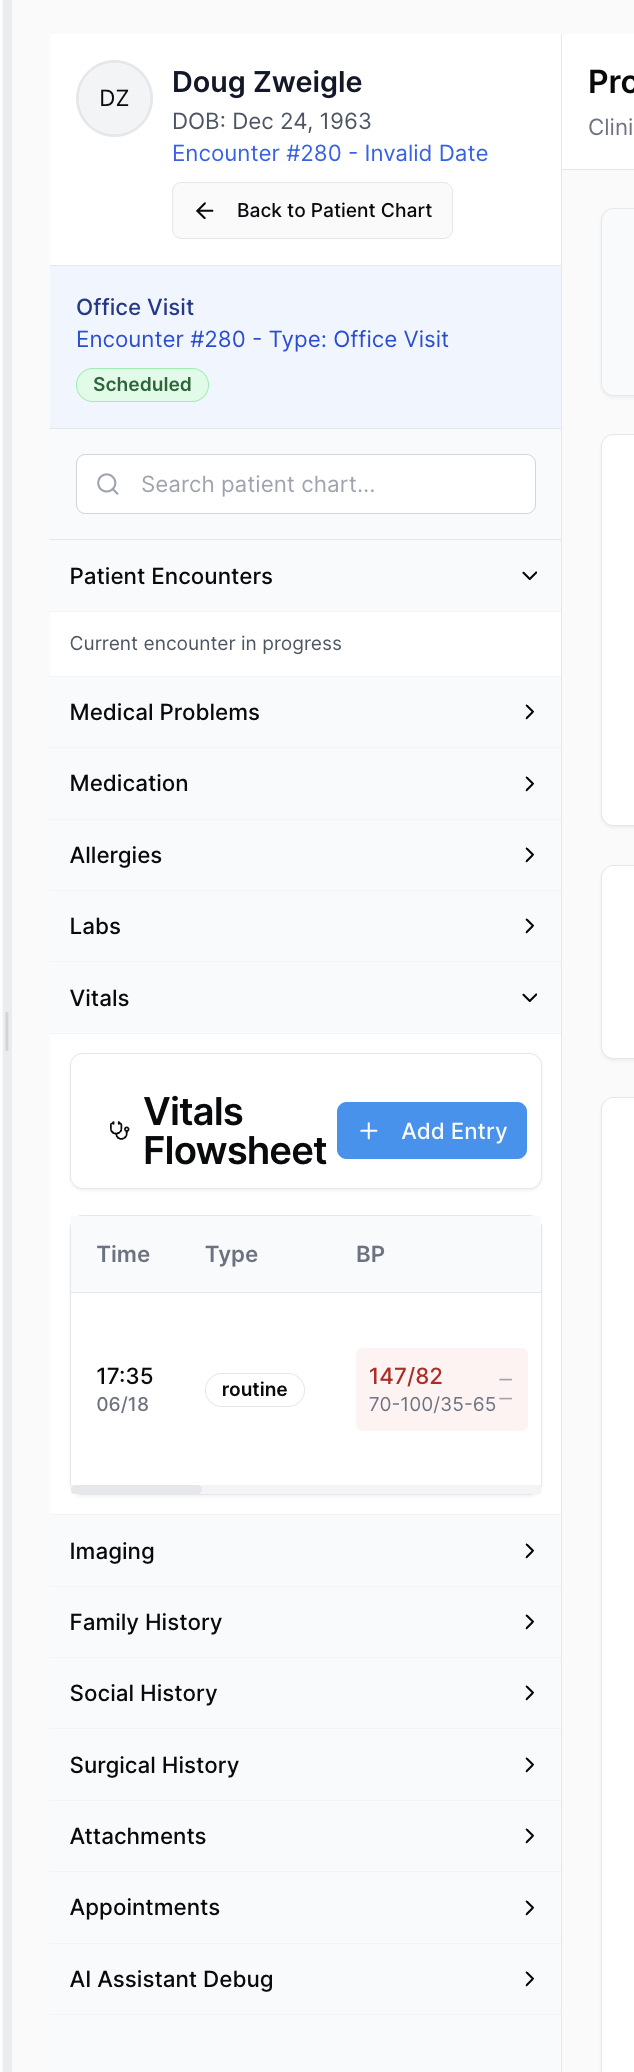 DZ
Doug Zweigle
DOB: Dec 24, 1963
Encounter #280 - Invalid Date
Back to Patient Chart
Office Visit
Encounter #280 - Type: Office Visit
Scheduled
Search patient chart...
Patient Encounters
Current encounter in progress
Medical Problems
Medication
Allergies
Labs
Vitals
Vitals
Flowsheet
Add Entry
Time Type BP
17:35
06/18
routine
147/82
70-100/35-65
Imaging
Family History
Social History
Surgical History
Attachments
Appointments
AI Assistant Debug
Pro
Clini